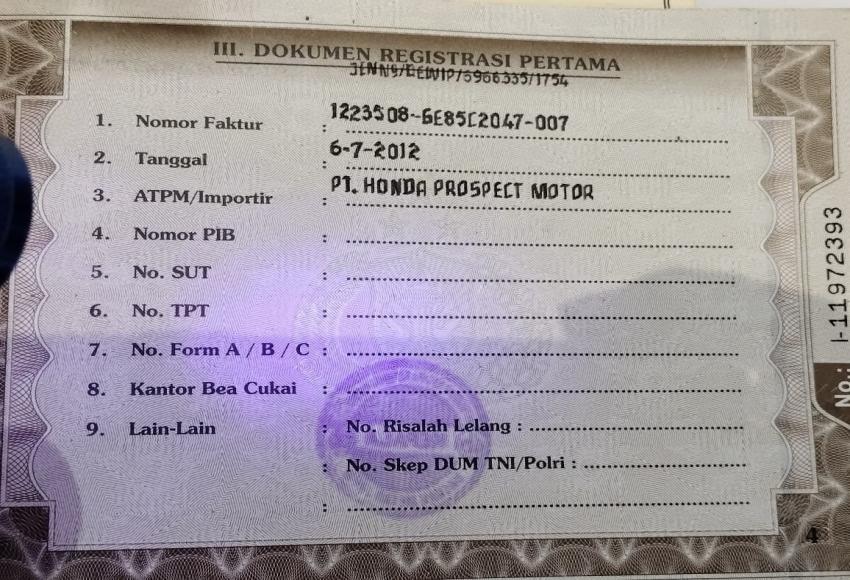 III. DOKUMEN REGISTRASI PERTAMA
1. Nomor Faktur : 1223508-6E85C2047-007
2. Tanggal : 6-7-2012
3. ATPM/Importir : PT. HONDA PROSPECT MOTOR
4. Nomor PIB :
5. No. SUT :
6. No. TPT :
7. No. Form A / B / C :
8. Kantor Bea Cukai :
9. Lain-Lain : No. Risalah Lelang :
: No. Skep DUM TNI/Polri :
:
No.: I-11972393
4